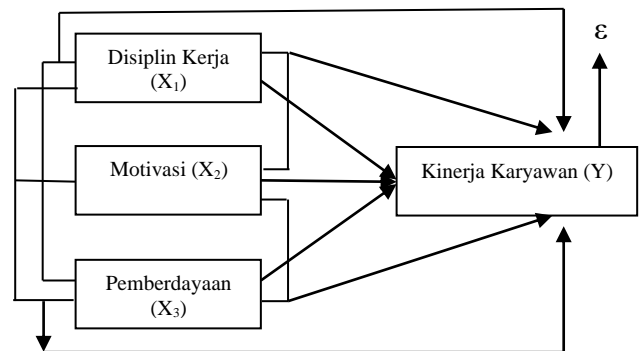 Disiplin Kerja
(X₁)
Motivasi (X₂)
Pemberdayaan
(X₃)
Kinerja Karyawan (Y)
ε